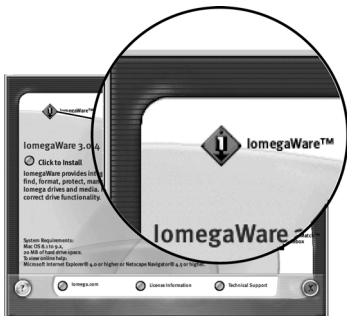 IomegaWare™
IomegaWare 3.0.4
Click to Install
IomegaWare provides
find, format, protect,
Iomega drives and media.
correct drive functionality.
System Requirements:
Mac OS 8.1 to 9.2,
20 MB of hard drive space.
To view online help:
Microsoft Internet Explorer® 4.0 or higher or Netscape Navigator® 4.5 or higher.
Iomega.com
License Information
Technical Support
?
X
IomegaWare™
IomegaWare